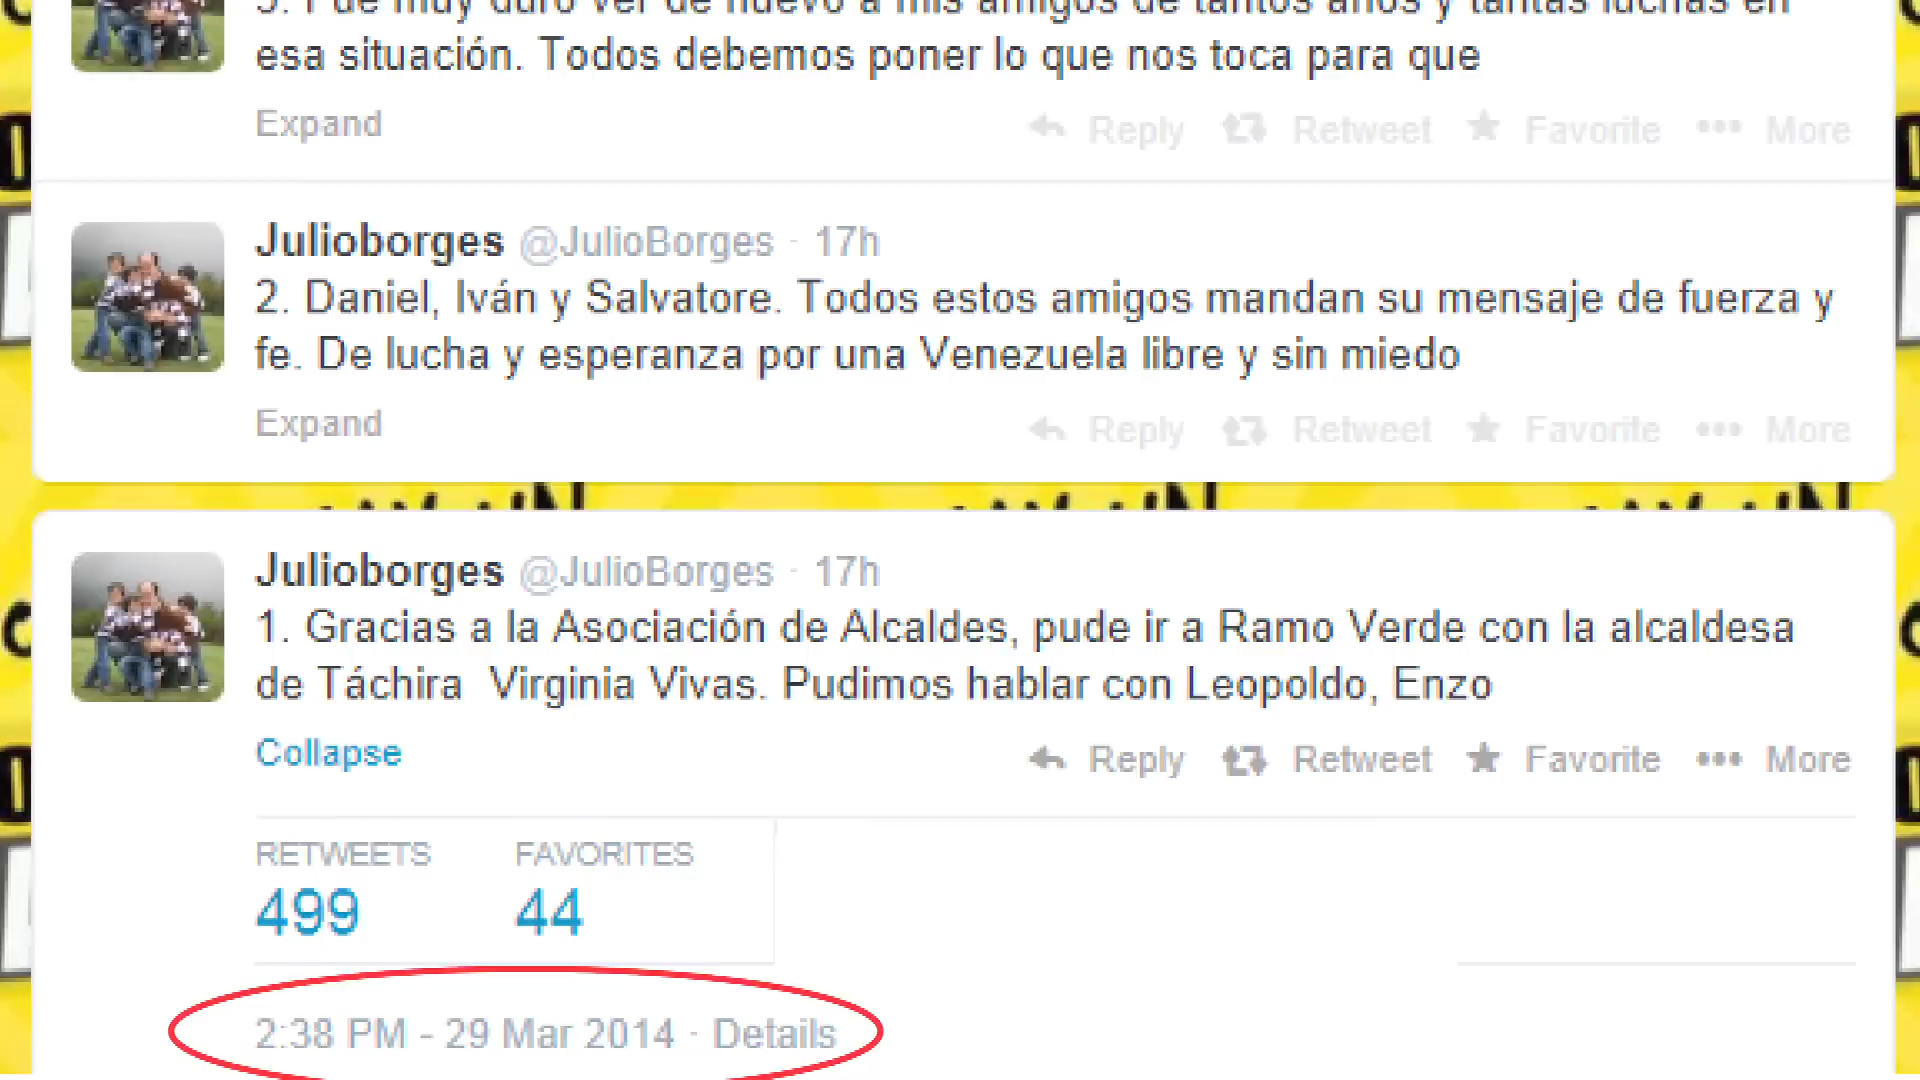 3. Fue muy duro ver de nuevo a mis amigos de tantos años y tantas luchas en
esa situación. Todos debemos poner lo que nos toca para que
Expand Reply Retweet Favorite More
Julioborges @JulioBorges · 17h
2. Daniel, Iván y Salvatore. Todos estos amigos mandan su mensaje de fuerza y
fe. De lucha y esperanza por una Venezuela libre y sin miedo
Expand Reply Retweet Favorite More
Julioborges @JulioBorges · 17h
1. Gracias a la Asociación de Alcaldes, pude ir a Ramo Verde con la alcaldesa
de Táchira Virginia Vivas. Pudimos hablar con Leopoldo, Enzo
Collapse Reply Retweet Favorite More
RETWEETS FAVORITES
499 44
2:38 PM - 29 Mar 2014 · Details